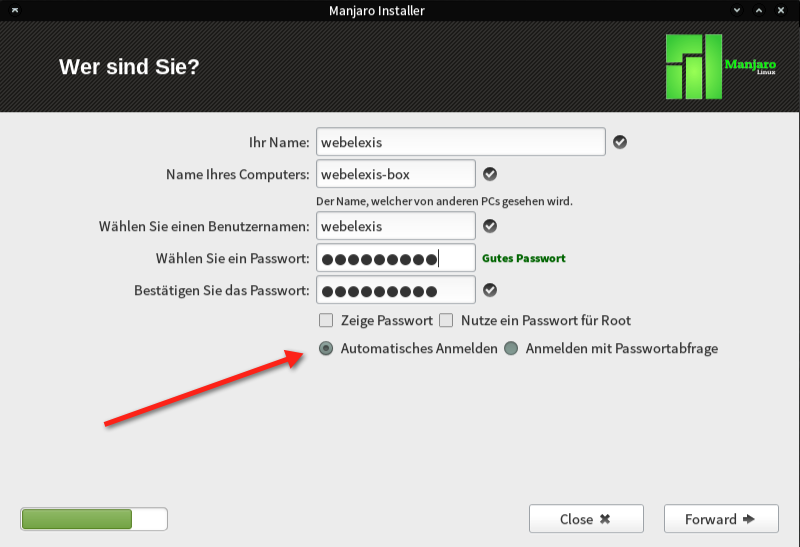 Manjaro Installer
Wer sind Sie?
Manjaro
Linux
Ihr Name: webelexis
Name Ihres Computers: webelexis-box
Der Name, welcher von anderen PCs gesehen wird.
Wählen Sie einen Benutzernamen: webelexis
Wählen Sie ein Passwort: ●●●●●●●●● Gutes Passwort
Bestätigen Sie das Passwort: ●●●●●●●●●
Zeige Passwort Nutze ein Passwort für Root
Automatisches Anmelden Anmelden mit Passwortabfrage
Close Forward